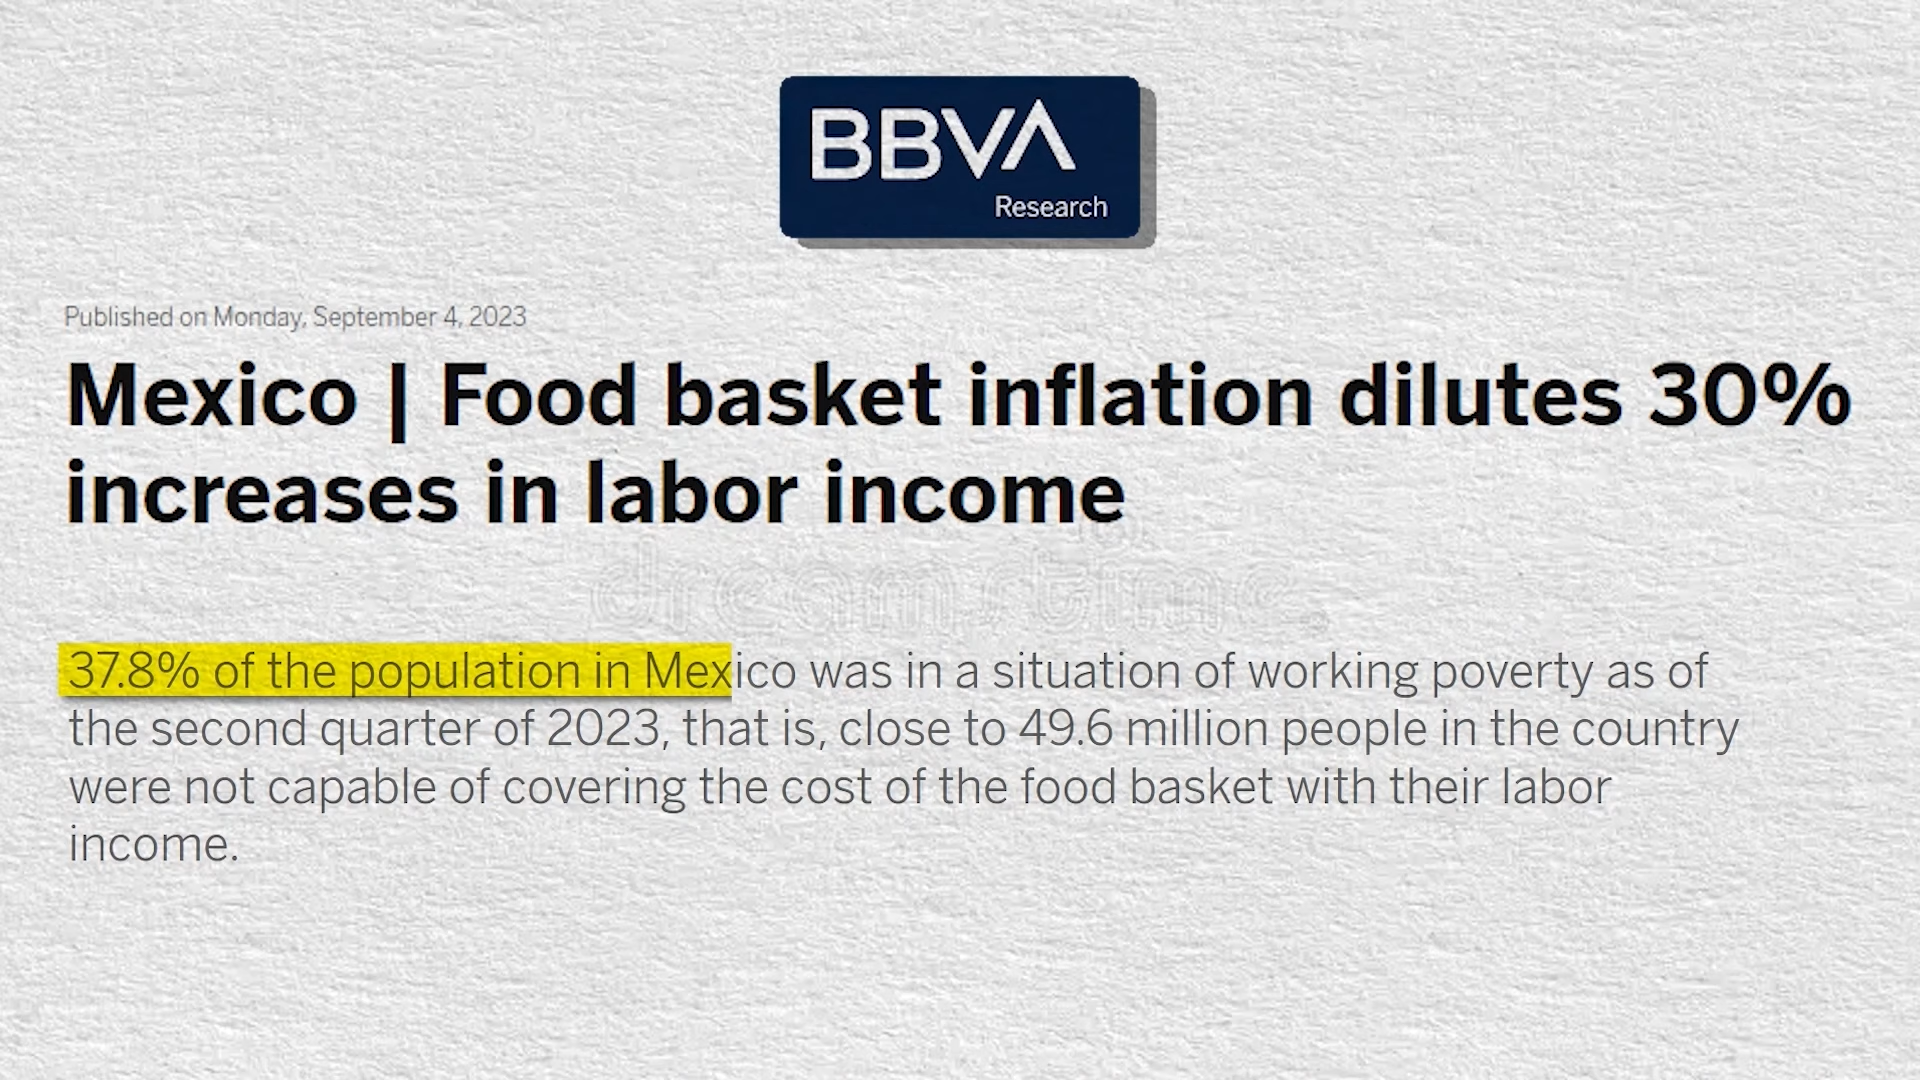 BBVA
Research
Published on Monday, September 4, 2023
Mexico | Food basket inflation dilutes 30%
increases in labor income
dreamstime.
37.8% of the population in Mexico was in a situation of working poverty as of
the second quarter of 2023, that is, close to 49.6 million people in the country
were not capable of covering the cost of the food basket with their labor
income.